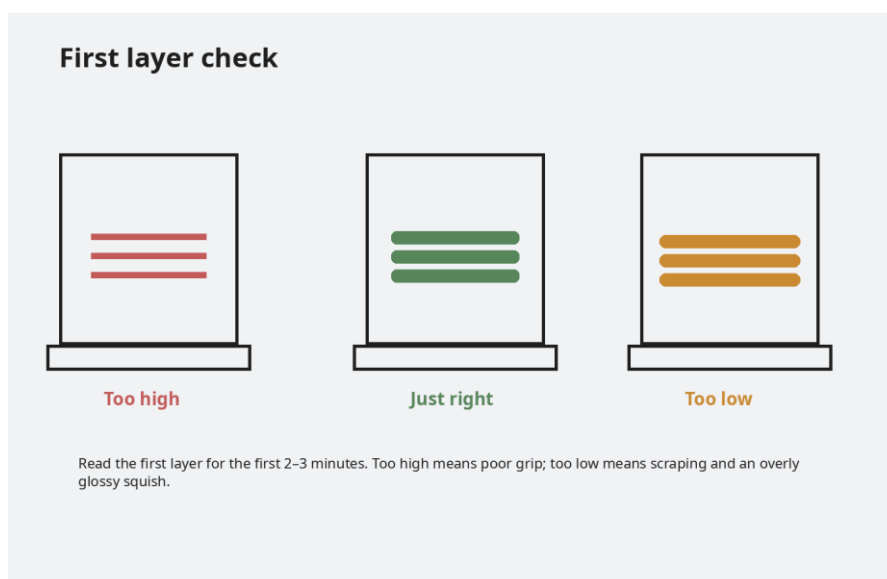 First layer check
Too high
Just right
Too low
Read the first layer for the first 2–3 minutes. Too high means poor grip; too low means scraping and an overly
glossy squish.